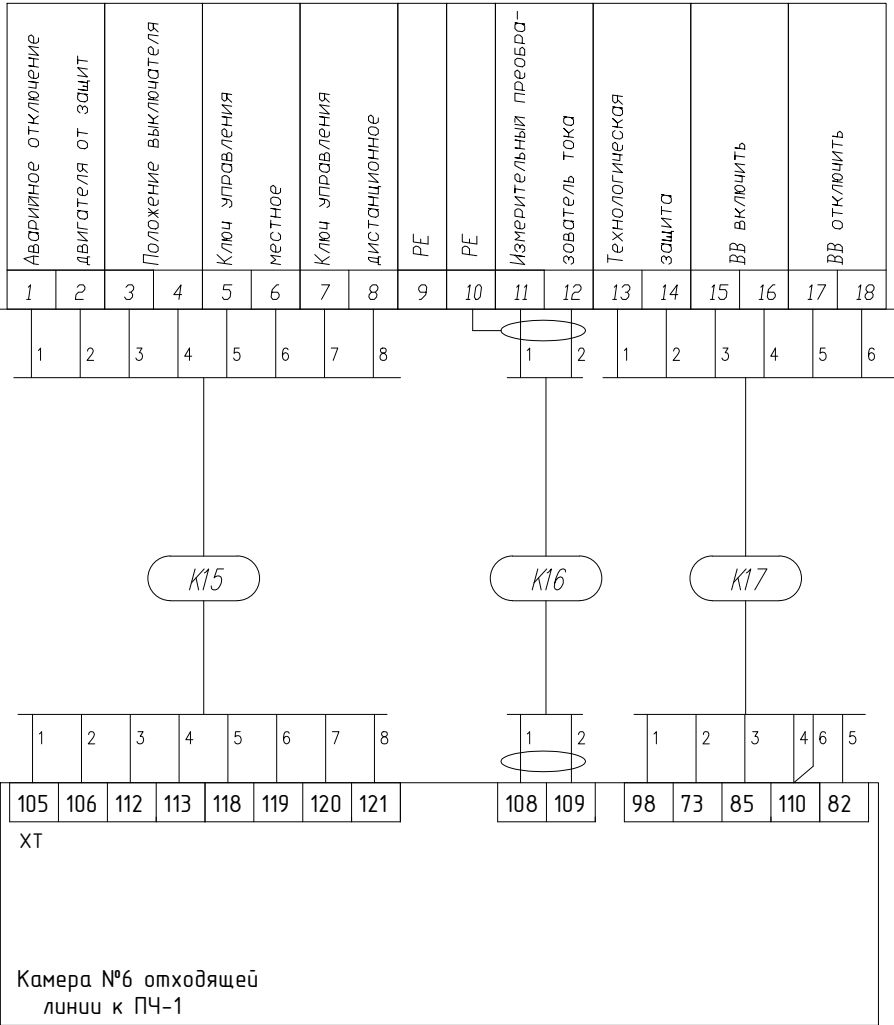 Аварийное отключение
двигателя от защит
Положение выключателя
Ключ управления
местное
Ключ управления
дистанционное
PE
PE
Измерительный преобра-
зователь тока
Технологическая
защита
ВВ включить
ВВ отключить
1 2 3 4 5 6 7 8 9 10 11 12 13 14 15 16 17 18
1 2 3 4 5 6 7 8 1 2 1 2 3 4 5 6
К15 К16 К17
1 2 3 4 5 6 7 8 1 2 1 2 3 4 6 5
105 106 112 113 118 119 120 121 108 109 98 73 85 110 82
ХТ
Камера №6 отходящей
линии к ПЧ-1